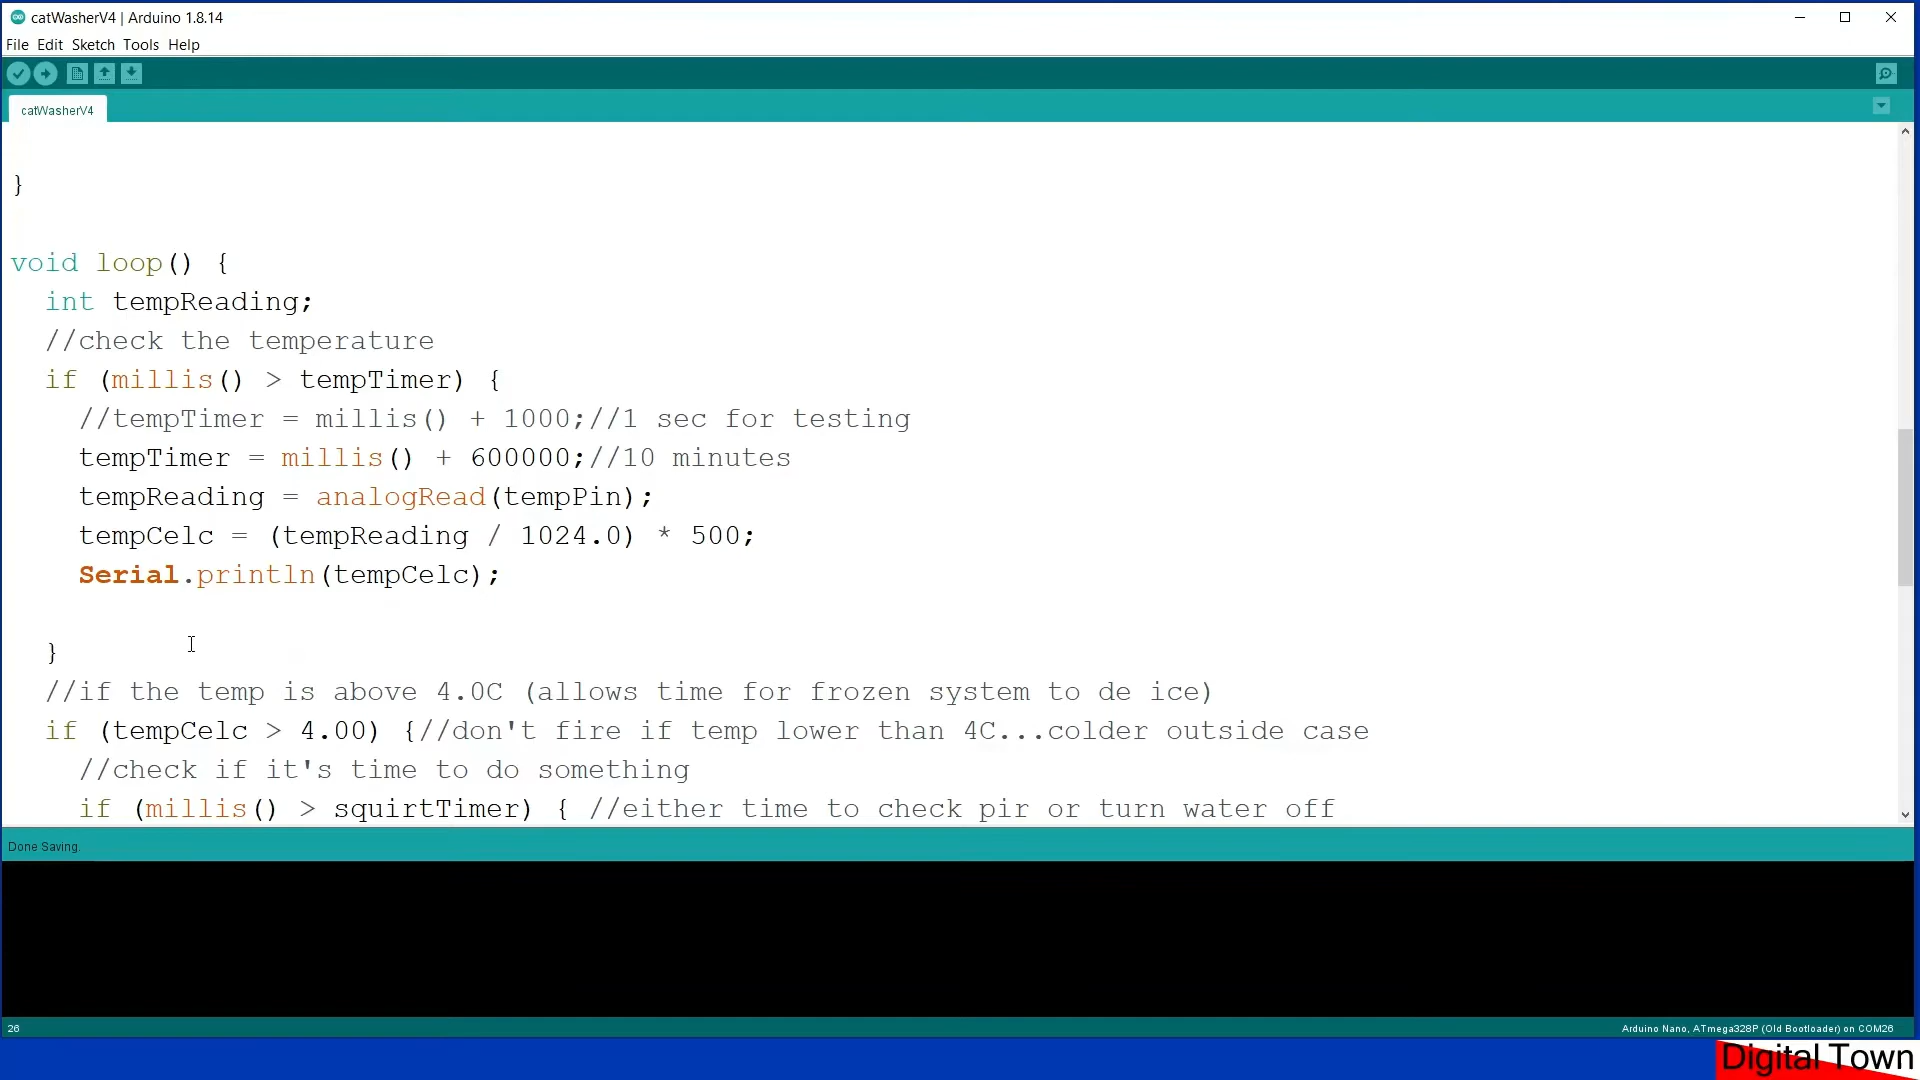 catWasherV4 | Arduino 1.8.14
File Edit Sketch Tools Help
catWasherV4
}
void loop() {
int tempReading;
//check the temperature
if (millis() > tempTimer) {
//tempTimer = millis() + 1000;//1 sec for testing
tempTimer = millis() + 600000;//10 minutes
tempReading = analogRead(tempPin);
tempCelc = (tempReading / 1024.0) * 500;
Serial.println(tempCelc);
}
//if the temp is above 4.0C (allows time for frozen system to de ice)
if (tempCelc > 4.00) {//don't fire if temp lower than 4C...colder outside case
//check if it's time to do something
if (millis() > squirtTimer) { //either time to check pir or turn water off
Done Saving.
26
Arduino Nano, ATmega328P (Old Bootloader) on COM26
Digital Town